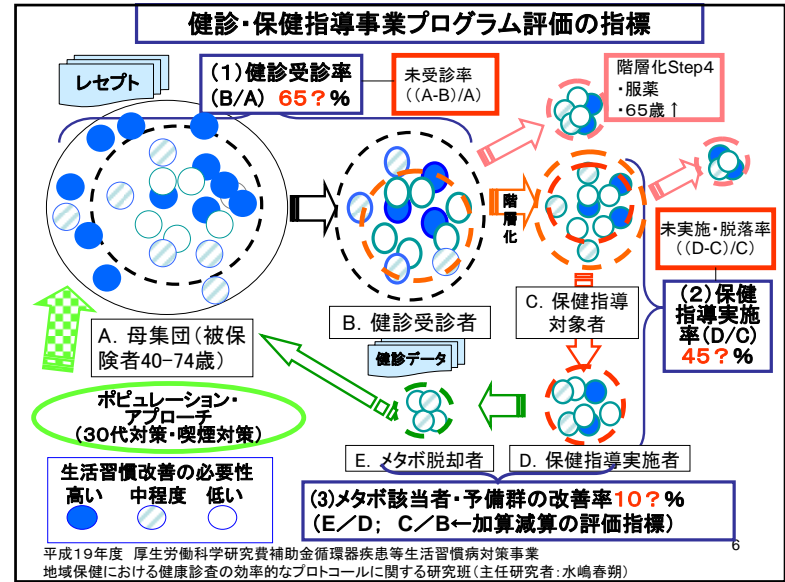 健診・保健指導事業プログラム評価の指標
レセプト
(1)健診受診率
(B/A) 65?%
未受診率
((A-B)/A)
階層化Step4
・服薬
・65歳↑
階層化
未実施・脱落率
((D-C)/C)
A. 母集団(被保
険者40-74歳)
B. 健診受診者
C. 保健指導
対象者
(2)保健
指導実施
率(D/C)
45?%
健診データ
ポピュレーション・
アプローチ
(30代対策・喫煙対策)
E. メタボ脱却者
D. 保健指導実施者
生活習慣改善の必要性
高い 中程度 低い
(3)メタボ該当者・予備群の改善率10?%
(E/D; C/B←加算減算の評価指標)
6
平成19年度 厚生労働科学研究費補助金循環器疾患等生活習慣病対策事業
地域保健における健康診査の効率的なプロトコールに関する研究班(主任研究者:水嶋春朔)